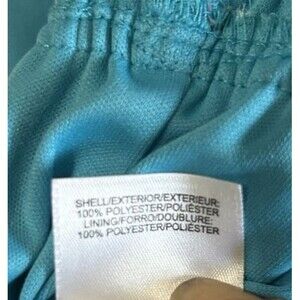 SHELL/EXTERIOR/EXTERIEUR:
100% POLYESTER/POLIÉSTER
LINING/FORRO/DOUBLURE:
100% POLYESTER/POLIÉSTER